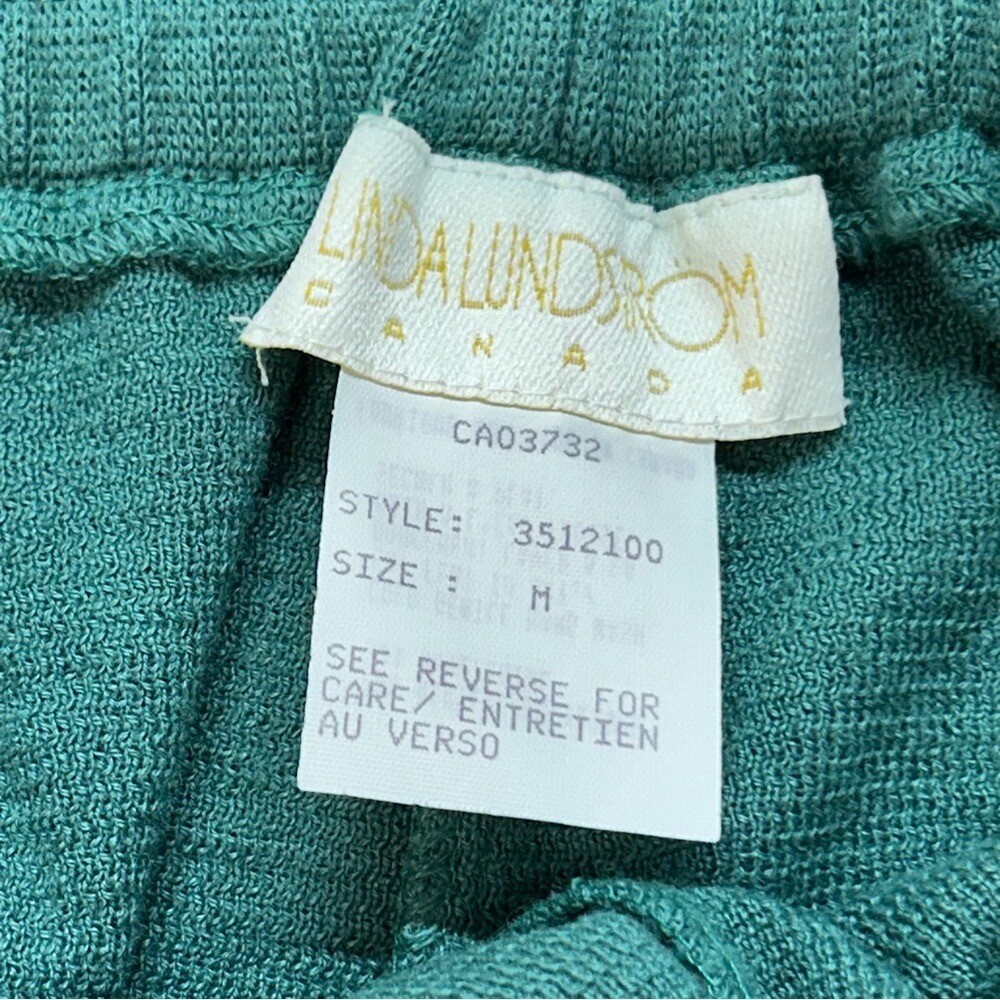 LINDA LUNDSTRÖM
CANADA
CA03732
STYLE: 3512100
SIZE : M
SEE REVERSE FOR
CARE/ ENTRETIEN
AU VERSO